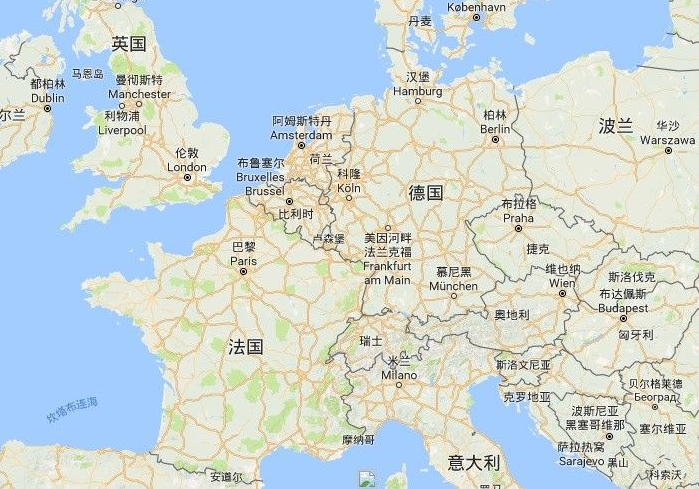 København
丹麦
英国
马恩岛
曼彻斯特
Manchester
都柏林
Dublin
尔兰
利物浦
Liverpool
汉堡
Hamburg
柏林
Berlin
波兰
华沙
Warszawa
阿姆斯特丹
Amsterdam
荷兰
伦敦
London
布鲁塞尔
Bruxelles
Brussel
比利时
科隆
Köln
德国
布拉格
Praha
捷克
卢森堡
美因河畔
法兰克福
Frankfurt
am Main
巴黎
Paris
慕尼黑
München
维也纳
Wien
斯洛伐克
布达佩斯
Budapest
匈牙利
奥地利
法国
瑞士
米兰
Milano
斯洛文尼亚
克罗地亚
贝尔格莱德
Београд
坎塔布连海
波斯尼亚
黑塞哥维那
塞尔维亚
摩纳哥
萨拉热窝
Sarajevo
黑山
科索沃
意大利
安道尔